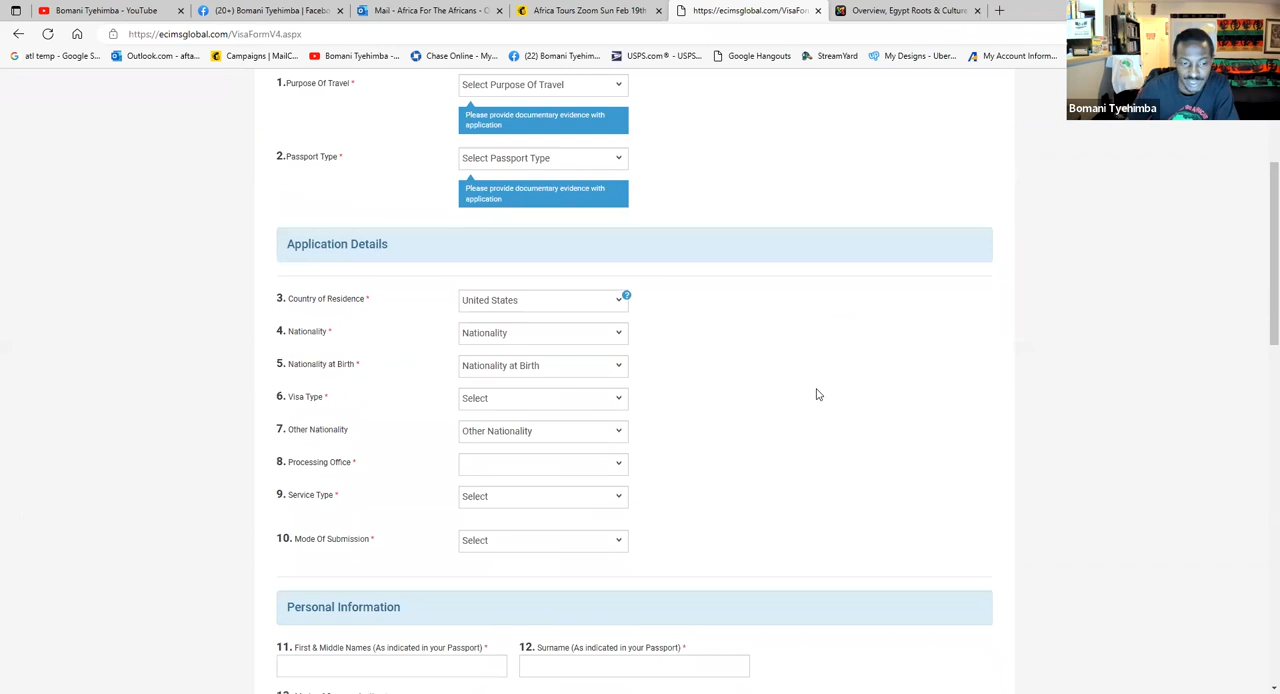 Bomani Tyehimba - YouTube
(20+) Bomani Tyehimba | Facebo
Mail - Africa For The Africans - O
Africa Tours Zoom Sun Feb 19th
https://ecimsglobal.com/VisaForm
Overview, Egypt Roots & Culture
https://ecimsglobal.com/VisaFormV4.aspx
atl temp - Google S...
Outlook.com - afta...
Campaigns | MailC...
Bomani Tyehimba -...
Chase Online - My...
(22) Bomani Tyehim...
USPS.com® - USPS...
Google Hangouts
StreamYard
My Designs - Uber...
My Account Inform...
Bomani Tyehimba
1.Purpose Of Travel *
Select Purpose Of Travel
Please provide documentary evidence with
application
2.Passport Type *
Select Passport Type
Please provide documentary evidence with
application
Application Details
3. Country of Residence *
United States
?
4. Nationality *
Nationality
5. Nationality at Birth *
Nationality at Birth
6. Visa Type *
Select
7. Other Nationality
Other Nationality
8. Processing Office *
9. Service Type *
Select
10. Mode Of Submission *
Select
Personal Information
11. First & Middle Names (As indicated in your Passport) *
12. Surname (As indicated in your Passport) *